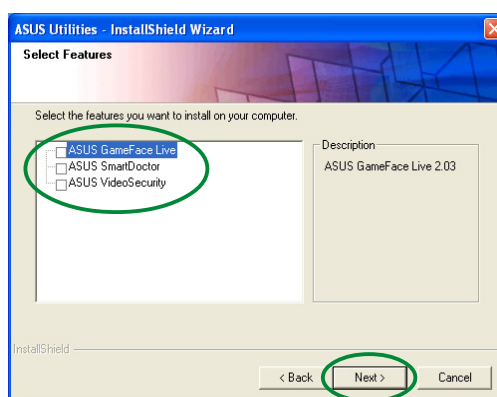 ASUS Utilities - InstallShield Wizard
Select Features
Select the features you want to install on your computer.
ASUS GameFace Live
ASUS SmartDoctor
ASUS VideoSecurity
Description
ASUS GameFace Live 2.03
InstallShield
< Back
Next >
Cancel